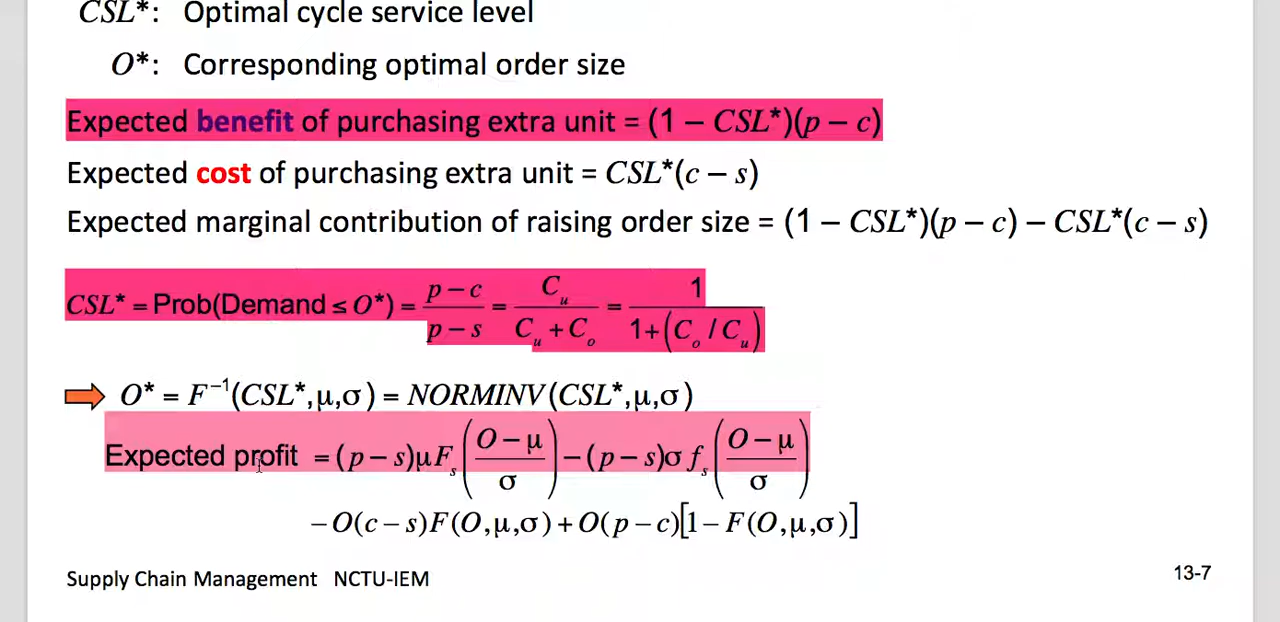 CSL*: Optimal cycle service level
O*: Corresponding optimal order size
Expected benefit of purchasing extra unit = (1 – CSL*)(p – c)
Expected cost of purchasing extra unit = CSL*(c – s)
Expected marginal contribution of raising order size = (1 – CSL*)(p – c) – CSL*(c – s)
CSL* = Prob(Demand ≤ O*) = (p – c)/(p – s) = C_u/(C_u + C_o) = 1/(1+(C_o / C_u))
O* = F⁻¹(CSL*,μ,σ) = NORMINV(CSL*,μ,σ)
Expected profit = (p – s)μF_s((O – μ)/σ) – (p – s)σ f_s((O – μ)/σ)
– O(c – s)F(O,μ,σ) + O(p – c)[1 – F(O,μ,σ)]
Supply Chain Management NCTU-IEM
13-7